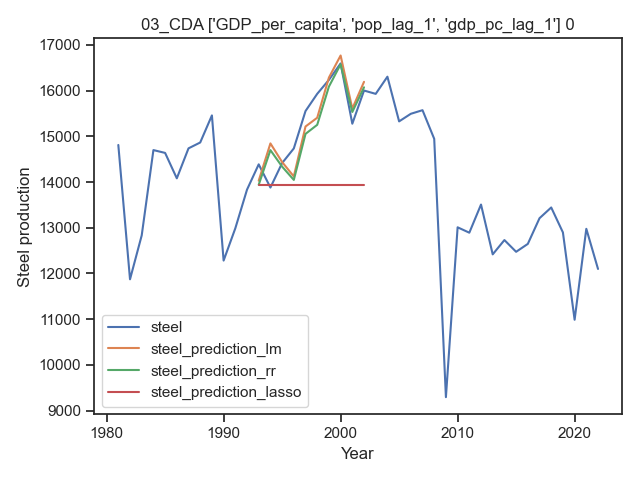 03_CDA ['GDP_per_capita', 'pop_lag_1', 'gdp_pc_lag_1'] 0
17000
16000
15000
14000
13000
12000
11000
10000
9000
Steel production
steel
steel_prediction_lm
steel_prediction_rr
steel_prediction_lasso
1980
1990
2000
2010
2020
Year